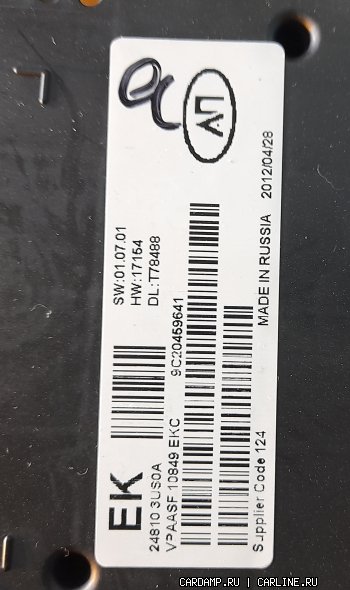 UV
SW:01.07.01
HW:17154
DL:T78488
EK
24810 3US0A
VPAASF 10849 EKC
9C20459641
Supplier Code 124
MADE IN RUSSIA 2012/04/28
CARDAMP.RU | CARLINE.RU